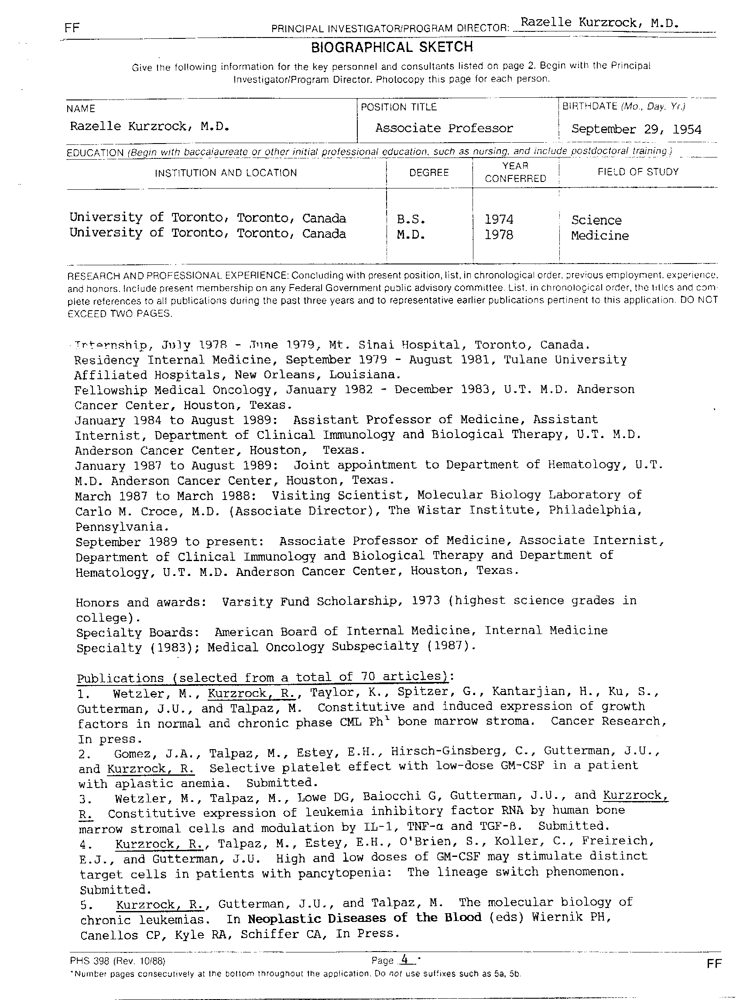 FF
PRINCIPAL INVESTIGATOR/PROGRAM DIRECTOR: Razelle Kurzrock, M.D.
BIOGRAPHICAL SKETCH
Give the following information for the key personnel and consultants listed on page 2. Begin with the Principal
Investigator/Program Director. Photocopy this page for each person.
NAME
POSITION TITLE
BIRTHDATE (Mo., Day, Yr.)
Razelle Kurzrock, M.D.
Associate Professor
September 29, 1954
EDUCATION (Begin with baccalaureate or other initial professional education, such as nursing, and include postdoctoral training.)
INSTITUTION AND LOCATION
DEGREE
YEAR CONFERRED
FIELD OF STUDY
University of Toronto, Toronto, Canada B.S. 1974 Science
University of Toronto, Toronto, Canada M.D. 1978 Medicine
RESEARCH AND PROFESSIONAL EXPERIENCE: Concluding with present position, list, in chronological order, previous employment, experience,
and honors. Include present membership on any Federal Government public advisory committee. List, in chronological order, the titles and com-
plete references to all publications during the past three years and to representative earlier publications pertinent to this application. DO NOT
EXCEED TWO PAGES.
Internship, July 1978 - June 1979, Mt. Sinai Hospital, Toronto, Canada.
Residency Internal Medicine, September 1979 - August 1981, Tulane University
Affiliated Hospitals, New Orleans, Louisiana.
Fellowship Medical Oncology, January 1982 - December 1983, U.T. M.D. Anderson
Cancer Center, Houston, Texas.
January 1984 to August 1989: Assistant Professor of Medicine, Assistant
Internist, Department of Clinical Immunology and Biological Therapy, U.T. M.D.
Anderson Cancer Center, Houston, Texas.
January 1987 to August 1989: Joint appointment to Department of Hematology, U.T.
M.D. Anderson Cancer Center, Houston, Texas.
March 1987 to March 1988: Visiting Scientist, Molecular Biology Laboratory of
Carlo M. Croce, M.D. (Associate Director), The Wistar Institute, Philadelphia,
Pennsylvania.
September 1989 to present: Associate Professor of Medicine, Associate Internist,
Department of Clinical Immunology and Biological Therapy and Department of
Hematology, U.T. M.D. Anderson Cancer Center, Houston, Texas.
Honors and awards: Varsity Fund Scholarship, 1973 (highest science grades in
college).
Specialty Boards: American Board of Internal Medicine, Internal Medicine
Specialty (1983); Medical Oncology Subspecialty (1987).
Publications (selected from a total of 70 articles):
1. Wetzler, M., Kurzrock, R., Taylor, K., Spitzer, G., Kantarjian, H., Ku, S.,
Gutterman, J.U., and Talpaz, M. Constitutive and induced expression of growth
factors in normal and chronic phase CML Ph¹ bone marrow stroma. Cancer Research,
In press.
2. Gomez, J.A., Talpaz, M., Estey, E.H., Hirsch-Ginsberg, C., Gutterman, J.U.,
and Kurzrock, R. Selective platelet effect with low-dose GM-CSF in a patient
with aplastic anemia. Submitted.
3. Wetzler, M., Talpaz, M., Lowe DG, Baiocchi G, Gutterman, J.U., and Kurzrock,
R. Constitutive expression of leukemia inhibitory factor RNA by human bone
marrow stromal cells and modulation by IL-1, TNF-α and TGF-ß. Submitted.
4. Kurzrock, R., Talpaz, M., Estey, E.H., O'Brien, S., Koller, C., Freireich,
E.J., and Gutterman, J.U. High and low doses of GM-CSF may stimulate distinct
target cells in patients with pancytopenia: The lineage switch phenomenon.
Submitted.
5. Kurzrock, R., Gutterman, J.U., and Talpaz, M. The molecular biology of
chronic leukemias. In Neoplastic Diseases of the Blood (eds) Wiernik PH,
Canellos CP, Kyle RA, Schiffer CA, In Press.
PHS 398 (Rev. 10/88)
Page 4 *
FF
*Number pages consecutively at the bottom throughout the application. Do not use suffixes such as 5a, 5b.